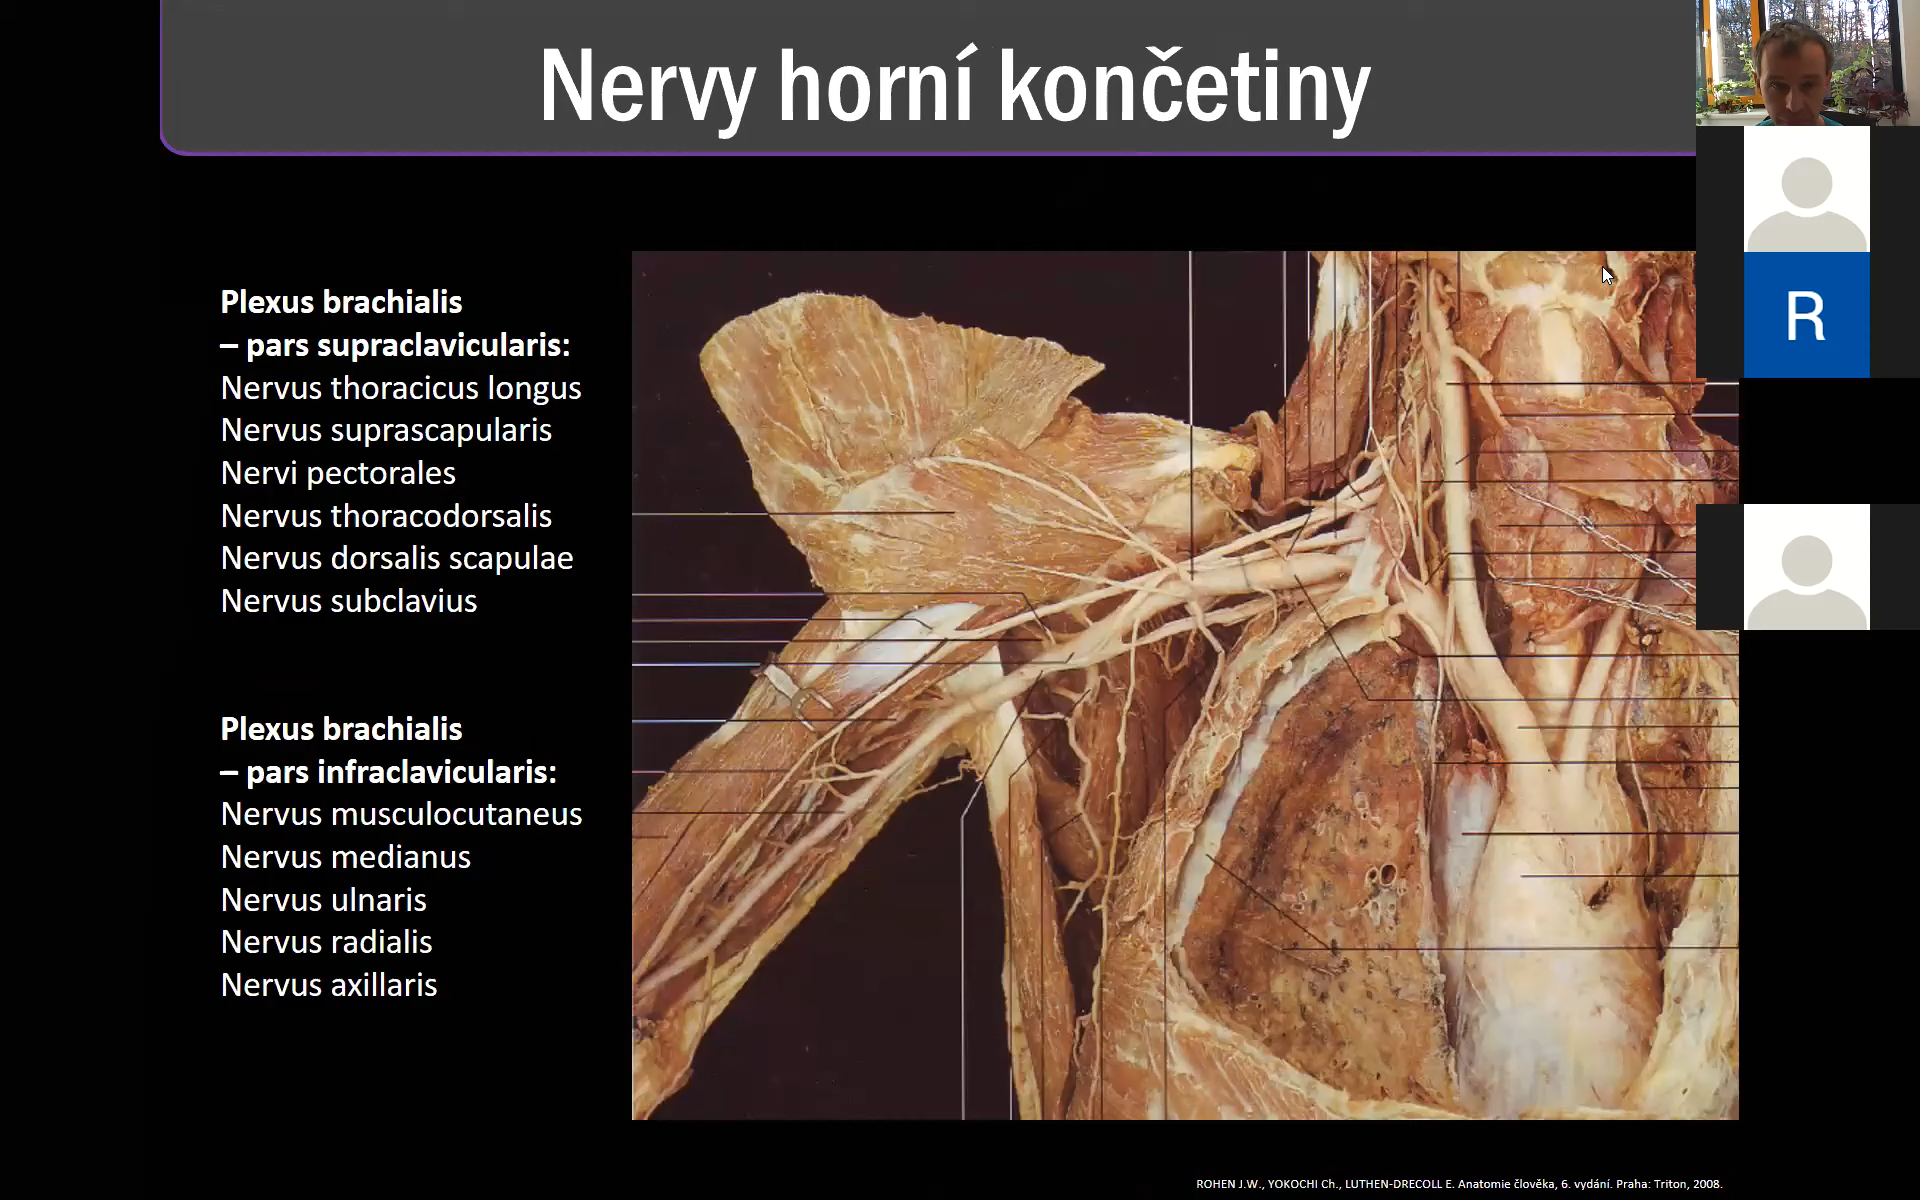 Nervy horní končetiny
Plexus brachialis
– pars supraclavicularis:
Nervus thoracicus longus
Nervus suprascapularis
Nervi pectorales
Nervus thoracodorsalis
Nervus dorsalis scapulae
Nervus subclavius
Plexus brachialis
– pars infraclavicularis:
Nervus musculocutaneus
Nervus medianus
Nervus ulnaris
Nervus radialis
Nervus axillaris
R
ROHEN J.W., YOKOCHI Ch., LUTHEN-DRECOLL E. Anatomie člověka, 6. vydání. Praha: Triton, 2008.